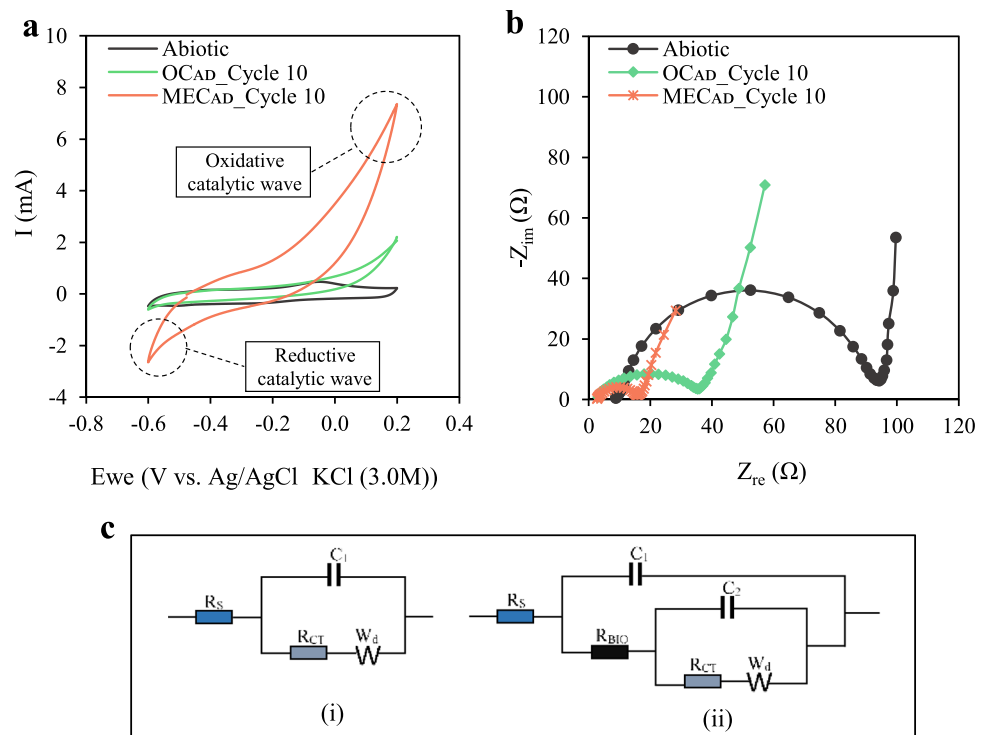 a
10
8
6
4
2
0
-2
-4
I (mA)
Abiotic
OCAD_Cycle 10
MECAD_Cycle 10
Oxidative
catalytic wave
Reductive
catalytic wave
-0.8 -0.6 -0.4 -0.2 0.0 0.2 0.4
Ewe (V vs. Ag/AgCl KCl (3.0M))
b
120
100
80
60
40
20
0
-Zim (Ω)
Abiotic
OCAD_Cycle 10
MECAD_Cycle 10
0 20 40 60 80 100 120
Zre (Ω)
c
C1
RS
RCT Wd
(i)
C1
RS
C2
RBIO
RCT Wd
(ii)